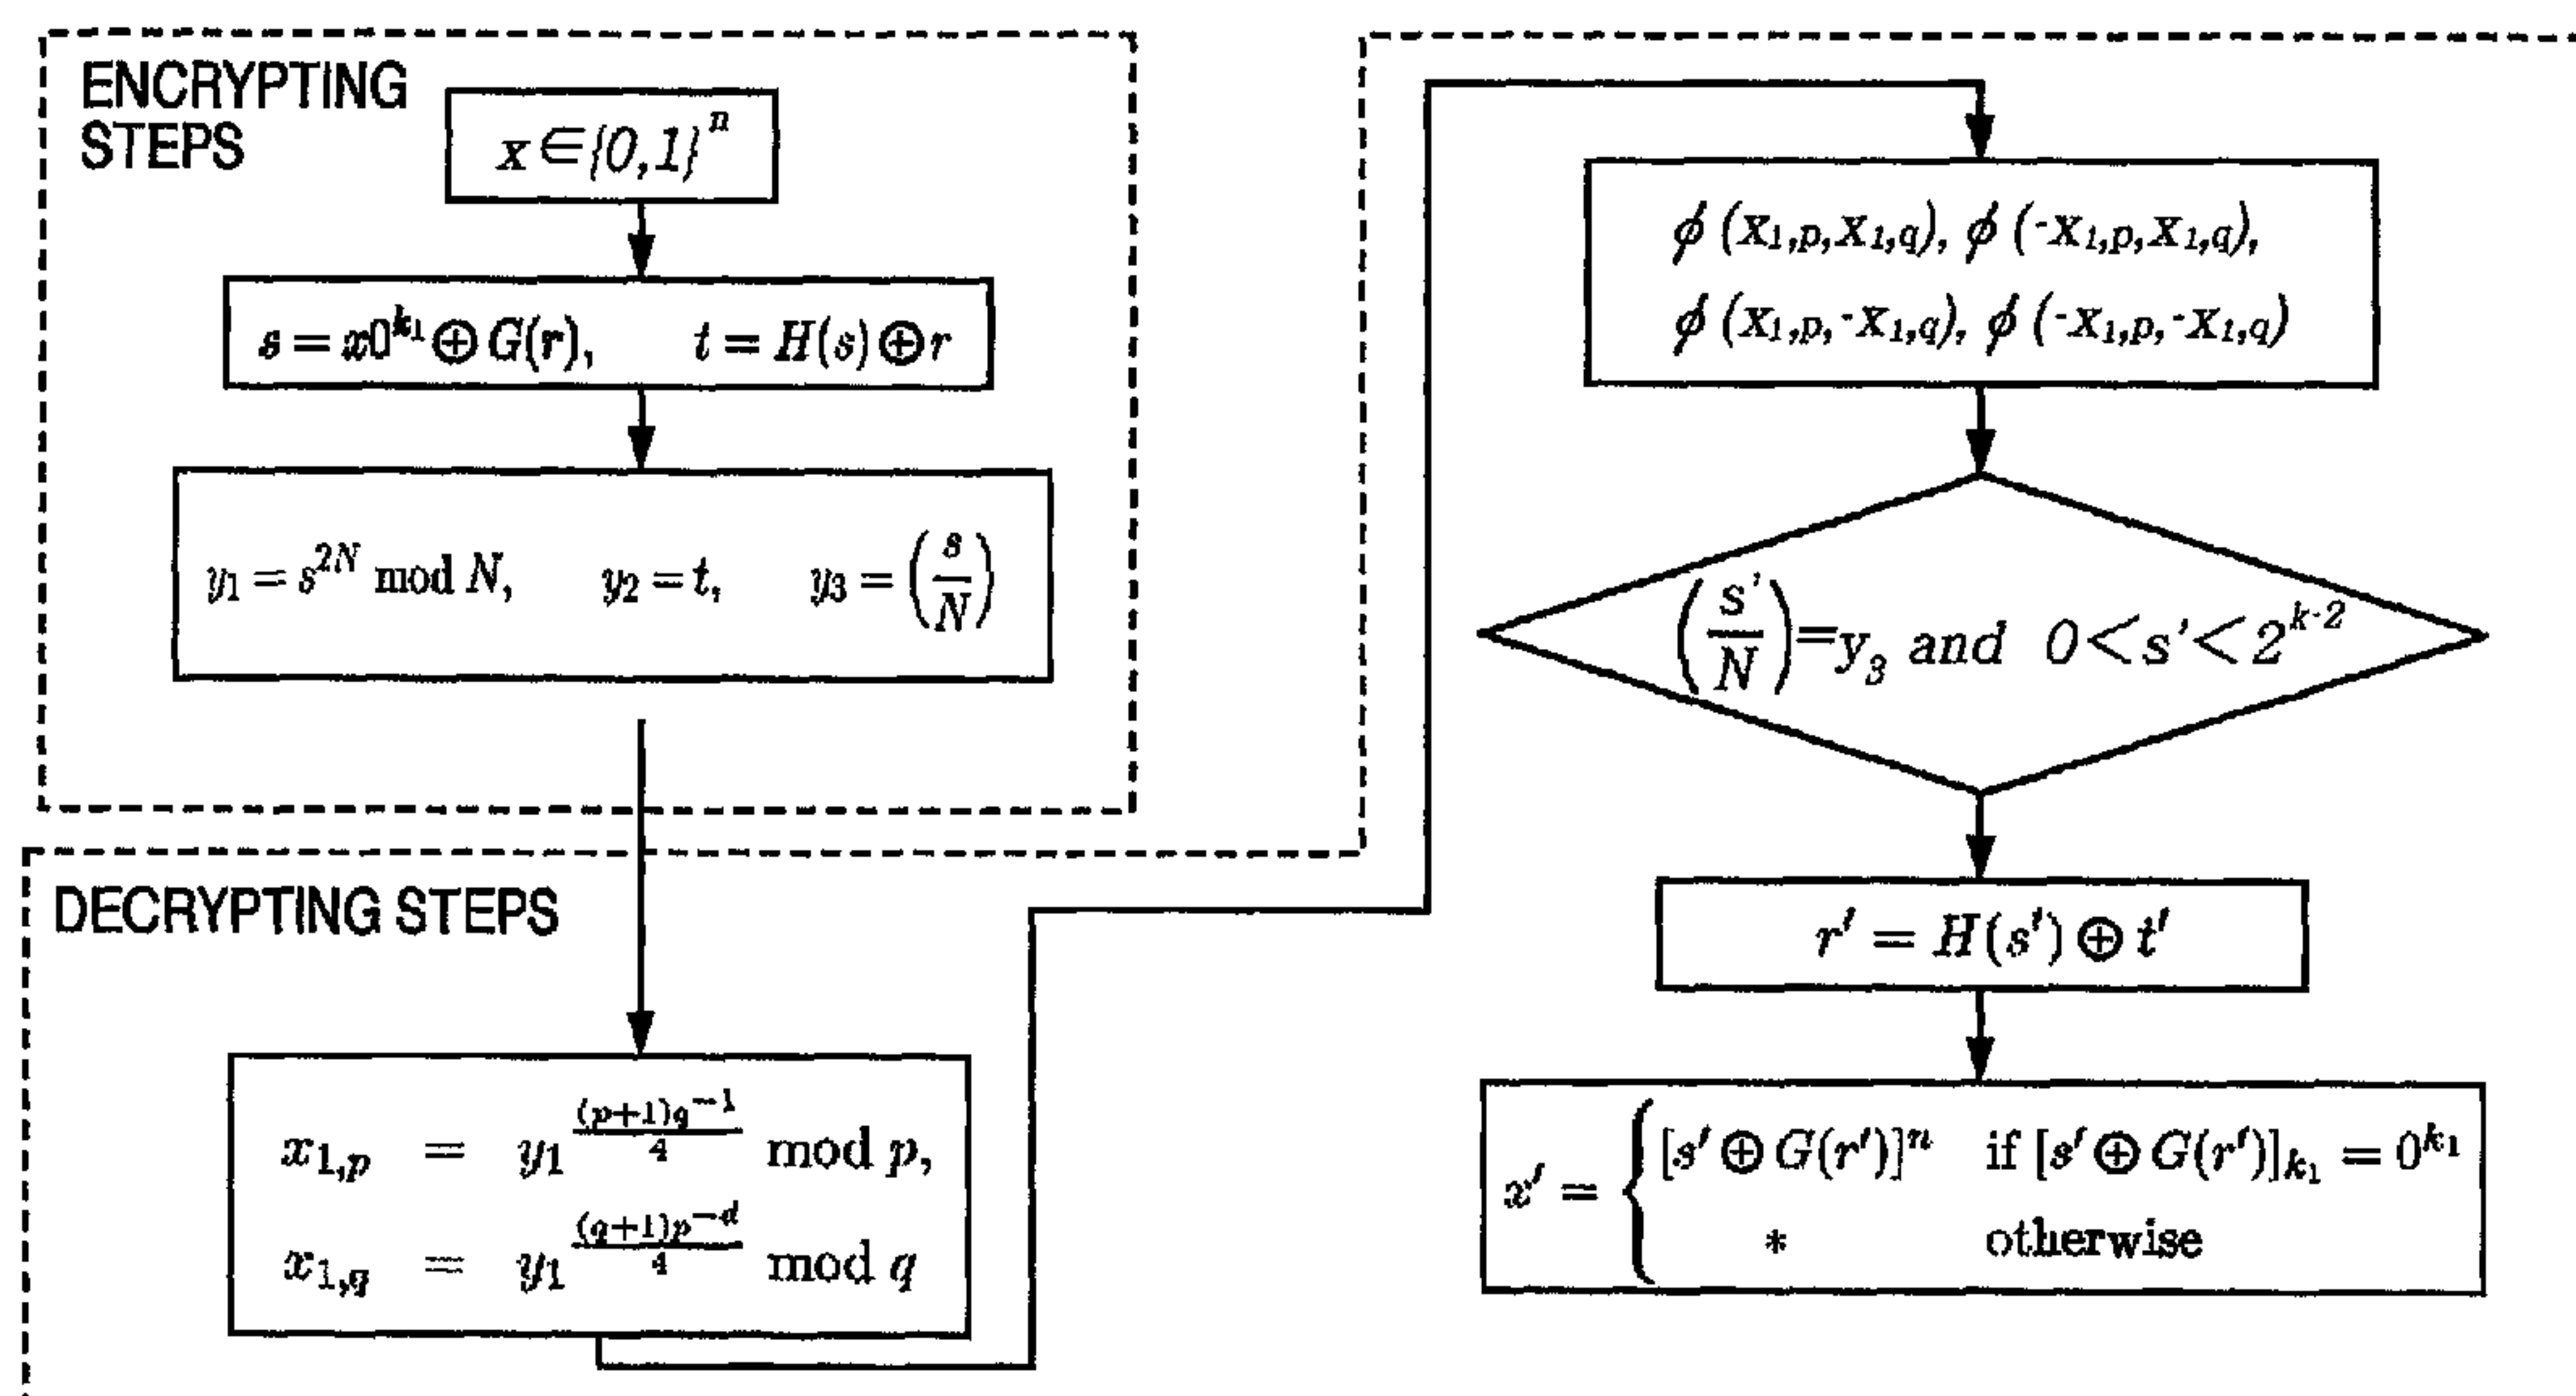 ENCRYPTING
STEPS
x ∈ {0,1}^n
s = x0^{k_1} ⊕ G(r), t = H(s) ⊕ r
y_1 = s^{2N} mod N, y_2 = t, y_3 = (s/N)
DECRYPTING STEPS
x_{1,p} = y_1^{(p+1)q^{-1}/4} mod p,
x_{1,q} = y_1^{(q+1)p^{-d}/4} mod q
ϕ (x_{1,p},x_{1,q}), ϕ (-x_{1,p},x_{1,q}),
ϕ (x_{1,p},-x_{1,q}), ϕ (-x_{1,p},-x_{1,q})
(s'/N)=y_3 and 0<s'<2^{k-2}
r′ = H(s′) ⊕ t′
x′ = { [s′ ⊕ G(r′)]^n if [s′ ⊕ G(r′)]_{k_1} = 0^{k_1}
* otherwise